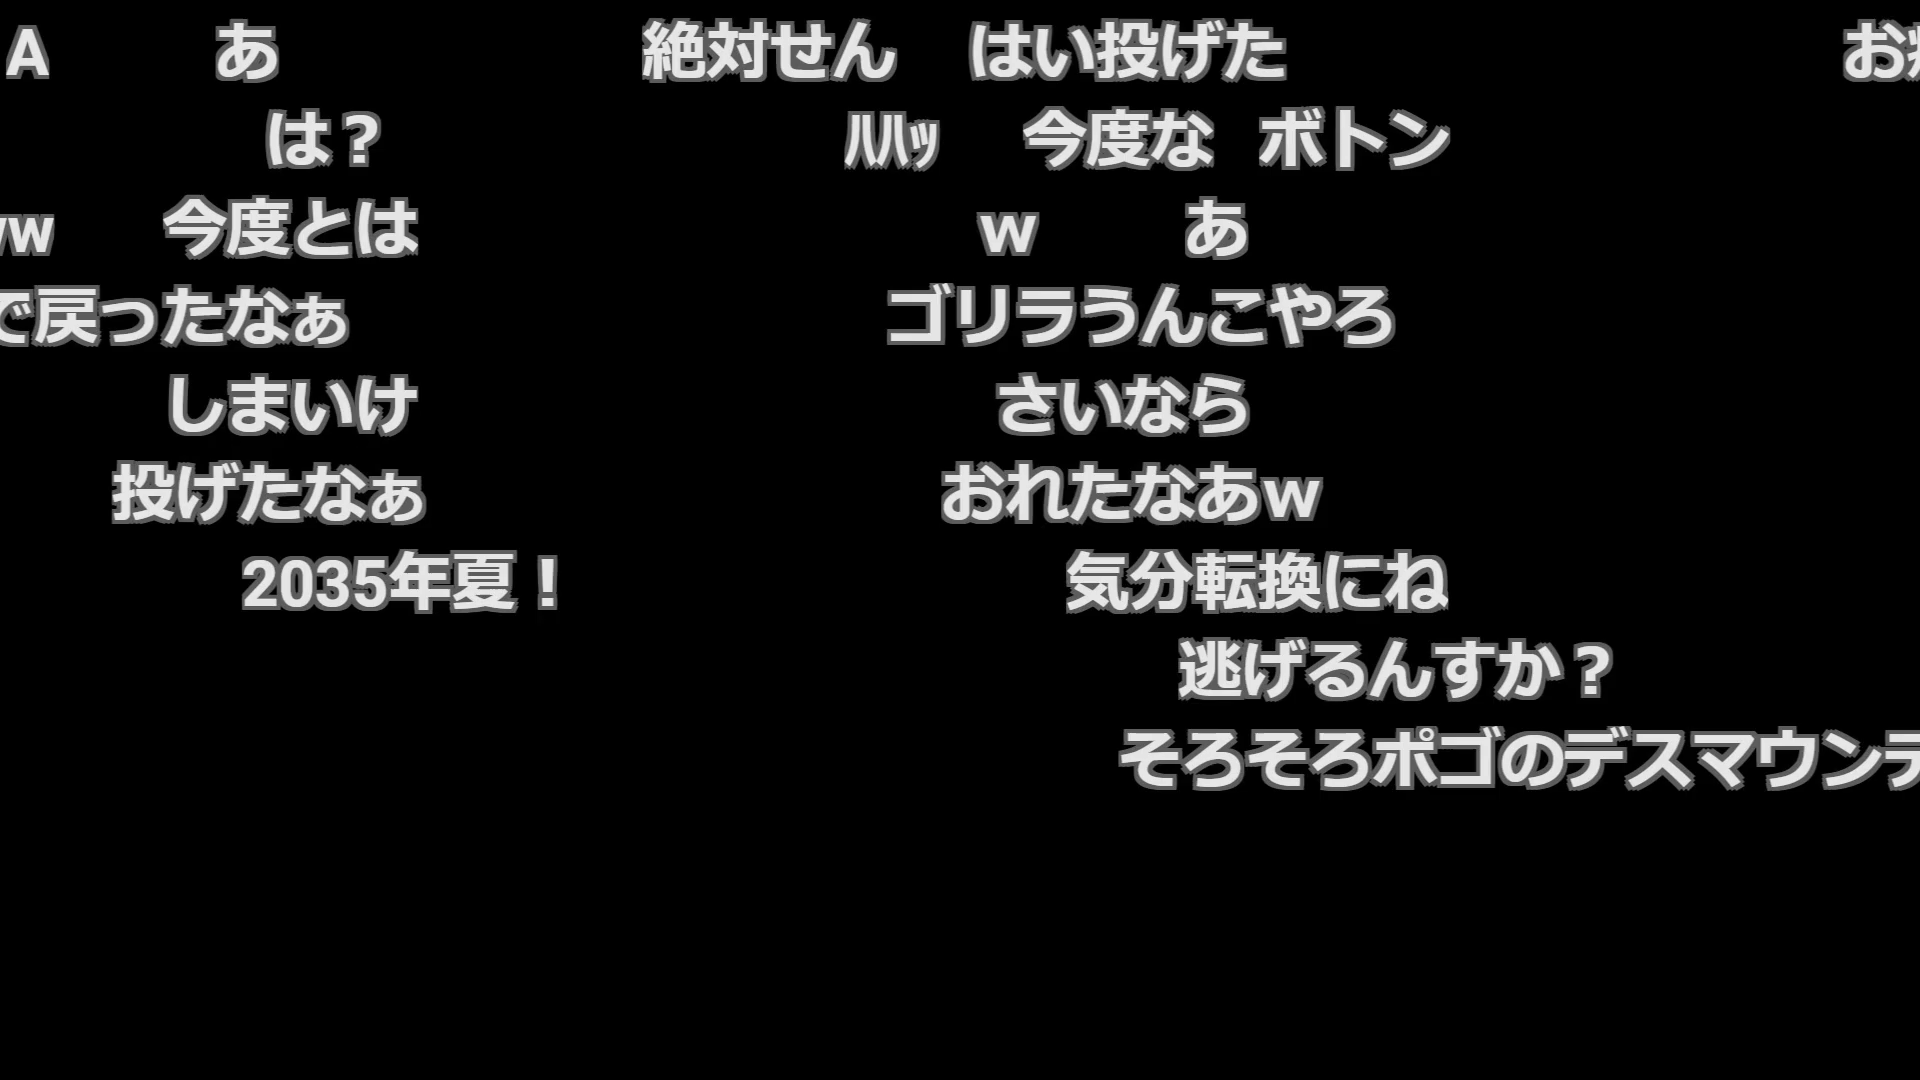 A あ 絶対せん はい投げた お
は？ ﾊﾊｯ 今度な ボトン
w 今度とは w あ
で戻ったなぁ ゴリラうんこやろ
しまいけ さいなら
投げたなぁ おれたなあw
2035年夏！ 気分転換にね
逃げるんすか？
そろそろポゴのデスマウンテ